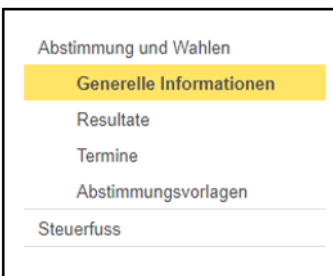 Abstimmung und Wahlen
Generelle Informationen
Resultate
Termine
Abstimmungsvorlagen
Steuerfuss